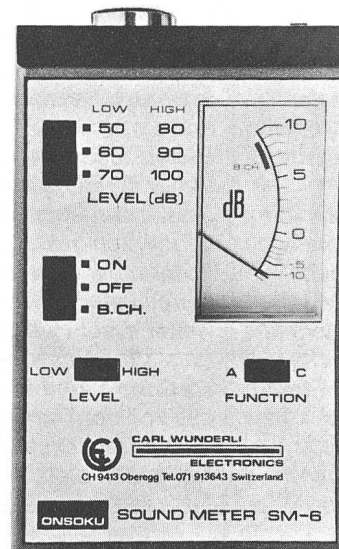 LOW HIGH
50 80
60 90
70 100
LEVEL (dB)
10
B.CH.
5
dB
0
-5
-10
ON
OFF
B.CH.
LOW HIGH
LEVEL
A C
FUNCTION
CARL WUNDERLI
ELECTRONICS
CH 9413 Oberegg Tel. 071 913643 Switzerland
ONSOKU SOUND METER SM-6